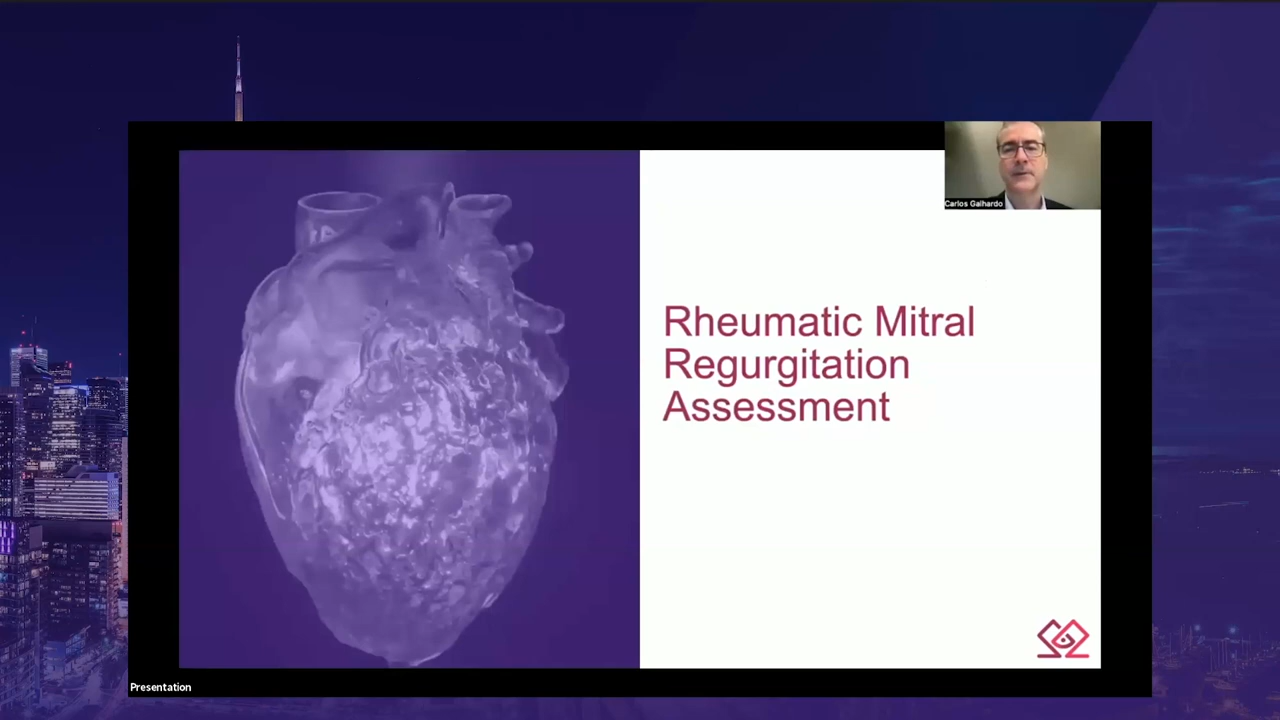 Carlos Galhardo
Rheumatic Mitral
Regurgitation
Assessment
Presentation